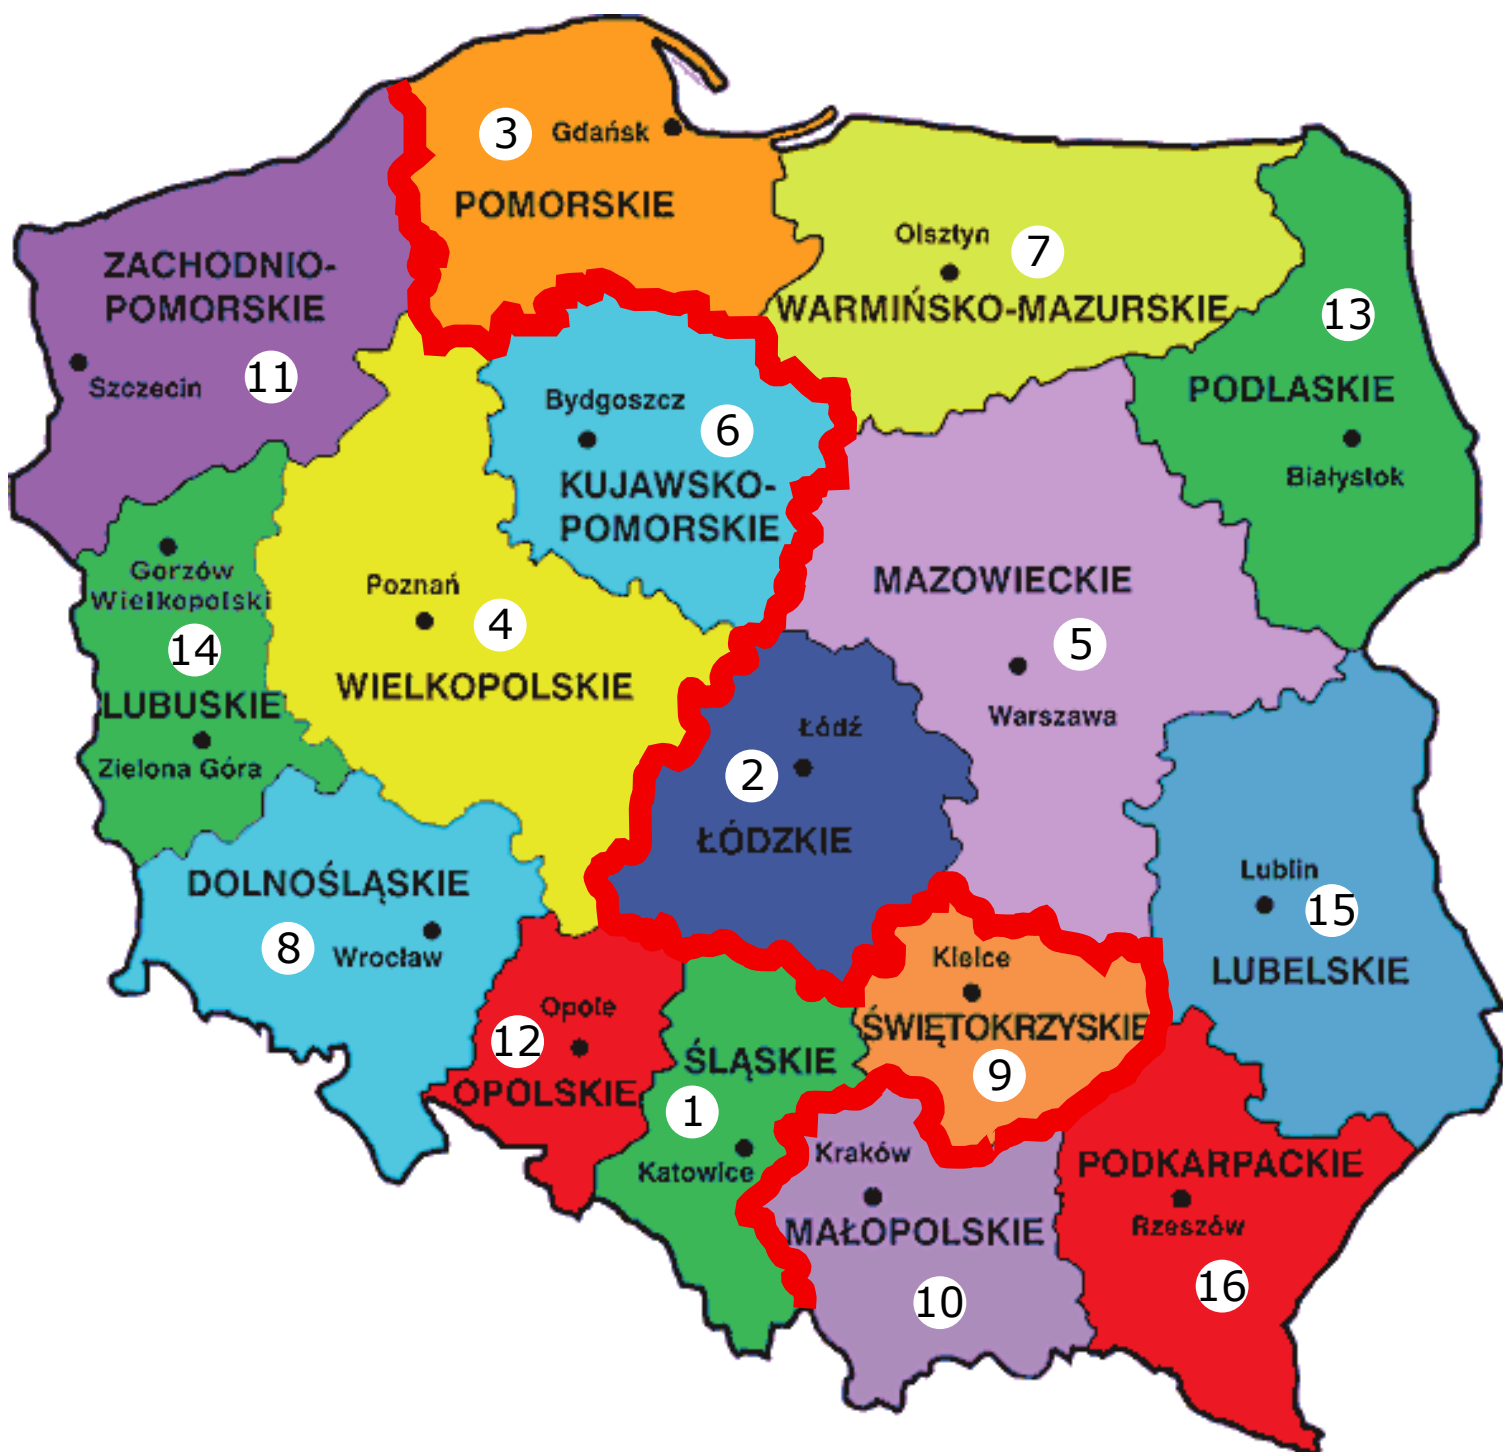 3
Gdańsk
POMORSKIE
ZACHODNIO-
POMORSKIE
Szczecin
11
Olsztyn
7
WARMIŃSKO-MAZURSKIE
13
PODLASKIE
Białystok
Bydgoszcz
6
KUJAWSKO-
POMORSKIE
Gorzów
Wielkopolski
14
LUBUSKIE
Zielona Góra
Poznań
4
WIELKOPOLSKIE
MAZOWIECKIE
5
Warszawa
Łódź
2
ŁÓDZKIE
DOLNOŚLĄSKIE
8
Wrocław
Lublin
15
LUBELSKIE
Kielce
ŚWIĘTOKRZYSKIE
9
Opole
12
OPOLSKIE
ŚLĄSKIE
1
Katowice
Kraków
MAŁOPOLSKIE
10
PODKARPACKIE
Rzeszów
16